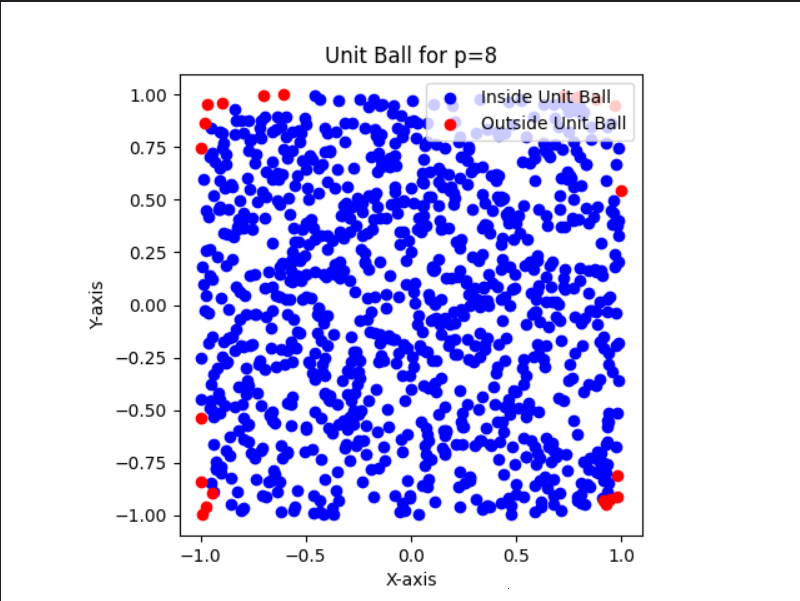 Unit Ball for p=8
1.00
Inside Unit Ball
Outside Unit Ball
0.75
0.50
0.25
0.00
−0.25
−0.50
−0.75
−1.00
Y-axis
−1.0 −0.5 0.0 0.5 1.0
X-axis